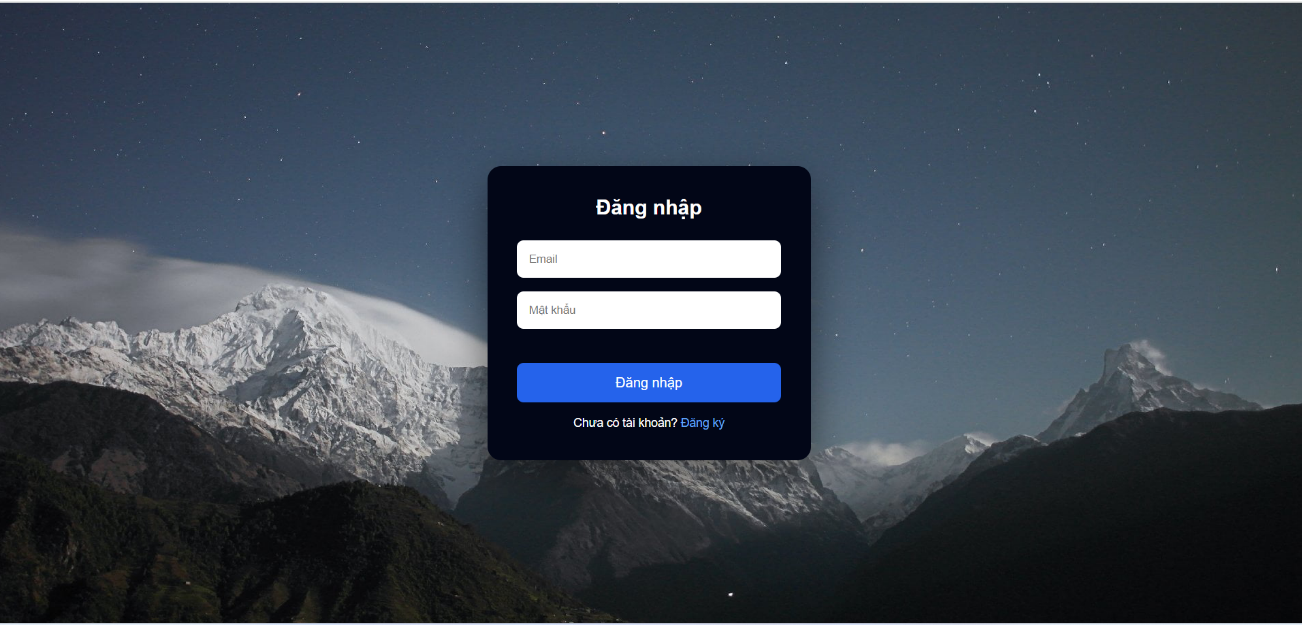 Đăng nhập
Email
Mật khẩu
Đăng nhập
Chưa có tài khoản? Đăng ký